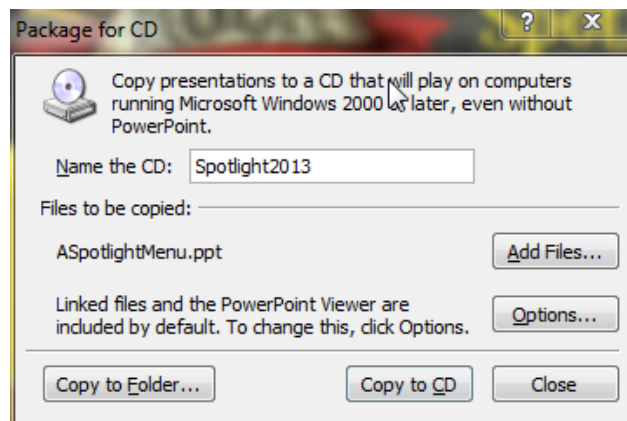 Package for CD
?
X
Copy presentations to a CD that will play on computers
running Microsoft Windows 2000 or later, even without
PowerPoint.
Name the CD: Spotlight2013
Files to be copied:
ASpotlightMenu.ppt
Add Files...
Linked files and the PowerPoint Viewer are
included by default. To change this, click Options.
Options...
Copy to Folder... Copy to CD Close